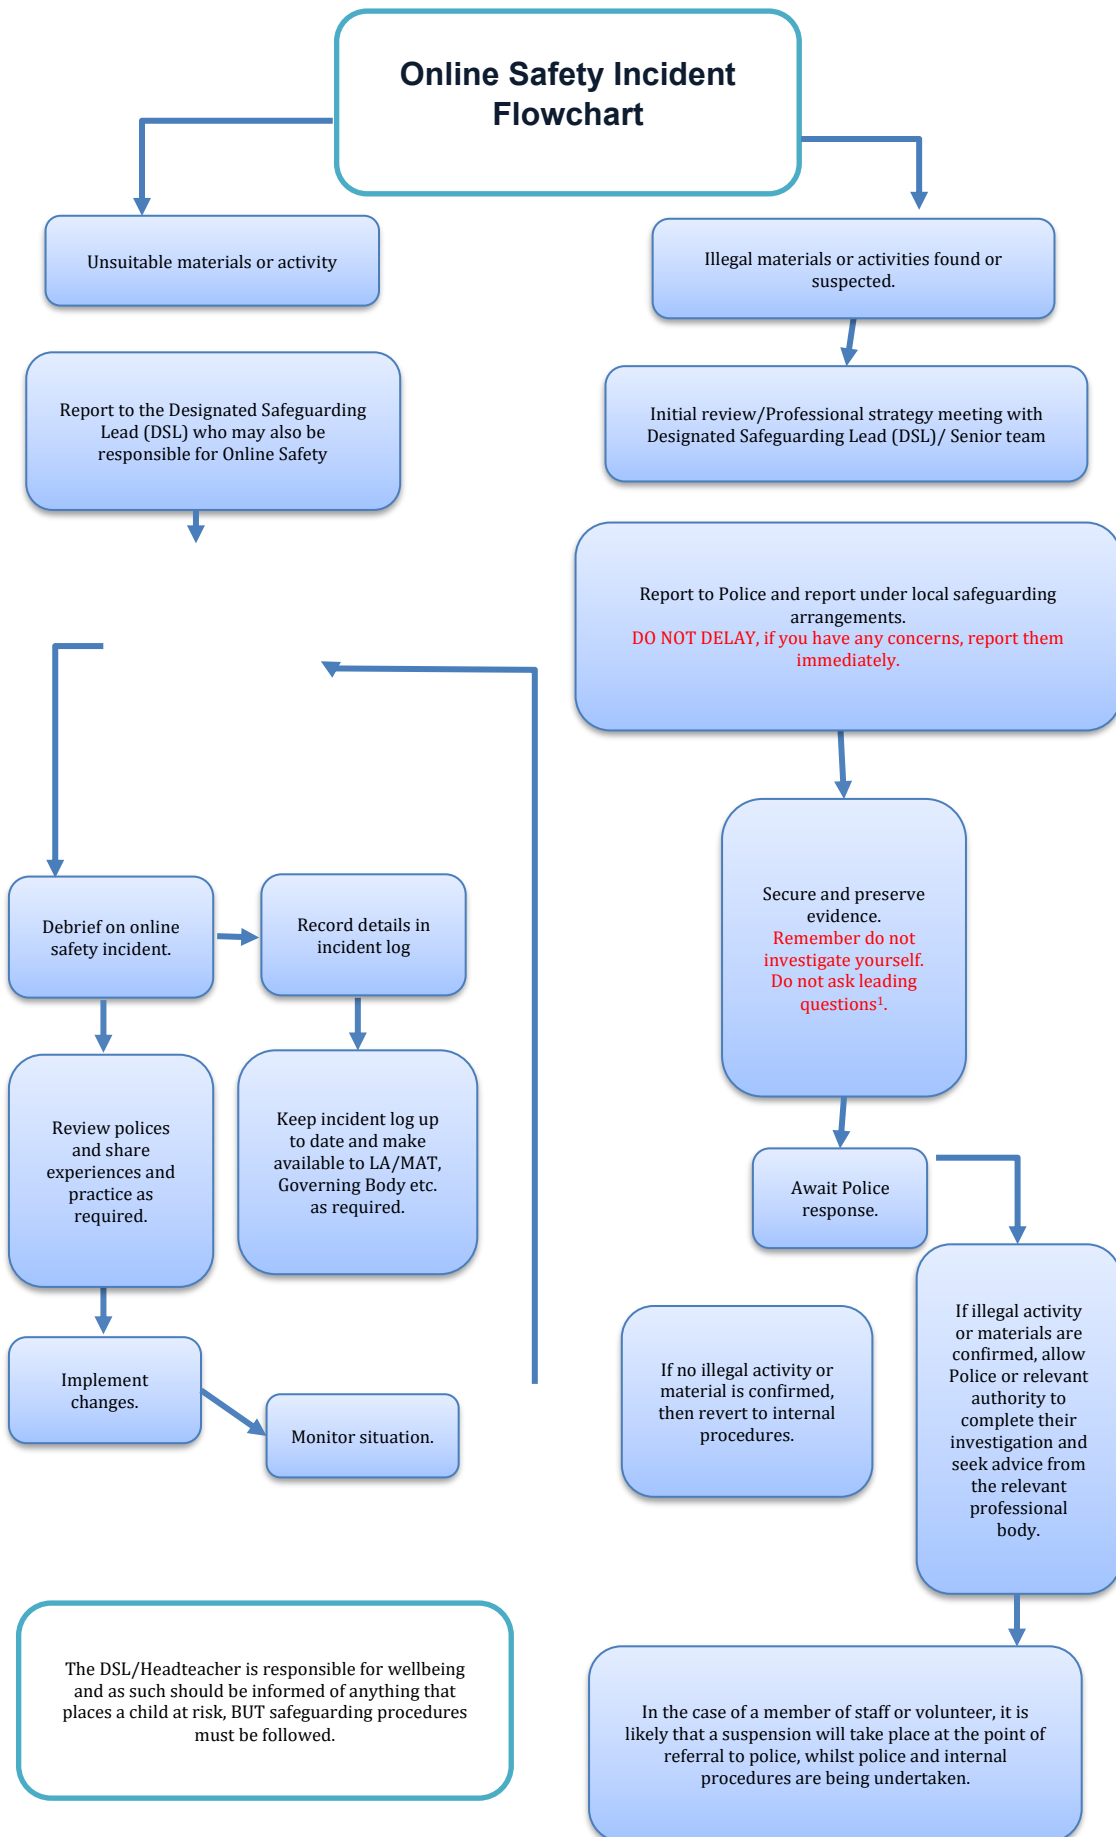 Online Safety Incident
Flowchart
Unsuitable materials or activity
Illegal materials or activities found or
suspected.
Report to the Designated Safeguarding
Lead (DSL) who may also be
responsible for Online Safety
Initial review/Professional strategy meeting with
Designated Safeguarding Lead (DSL)/ Senior team
Report to Police and report under local safeguarding
arrangements.
DO NOT DELAY, if you have any concerns, report them
immediately.
Secure and preserve
evidence.
Remember do not
investigate yourself.
Do not ask leading
questions¹.
Debrief on online
safety incident.
Record details in
incident log
Review polices
and share
experiences and
practice as
required.
Keep incident log up
to date and make
available to LA/MAT,
Governing Body etc.
as required.
Await Police
response.
Implement
changes.
Monitor situation.
If no illegal activity or
material is confirmed,
then revert to internal
procedures.
If illegal activity
or materials are
confirmed, allow
Police or relevant
authority to
complete their
investigation and
seek advice from
the relevant
professional
body.
The DSL/Headteacher is responsible for wellbeing
and as such should be informed of anything that
places a child at risk, BUT safeguarding procedures
must be followed.
In the case of a member of staff or volunteer, it is
likely that a suspension will take place at the point of
referral to police, whilst police and internal
procedures are being undertaken.